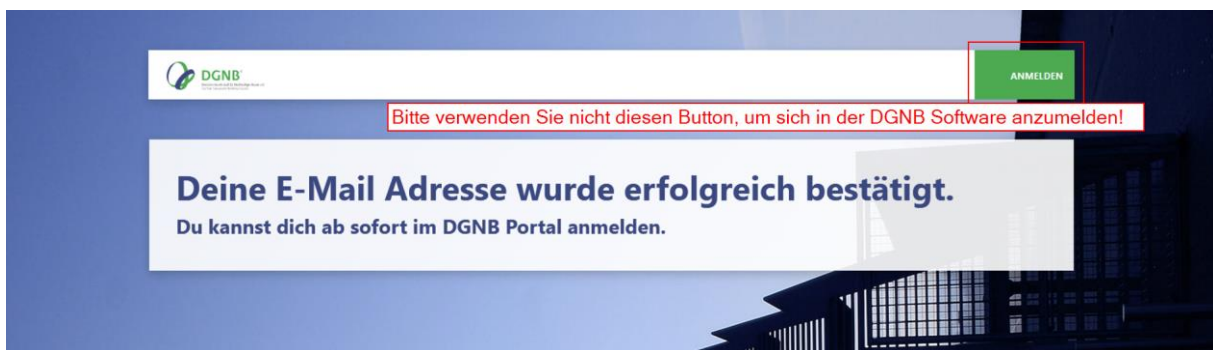 DGNB
ANMELDEN
Bitte verwenden Sie nicht diesen Button, um sich in der DGNB Software anzumelden!
Deine E-Mail Adresse wurde erfolgreich bestätigt.
Du kannst dich ab sofort im DGNB Portal anmelden.